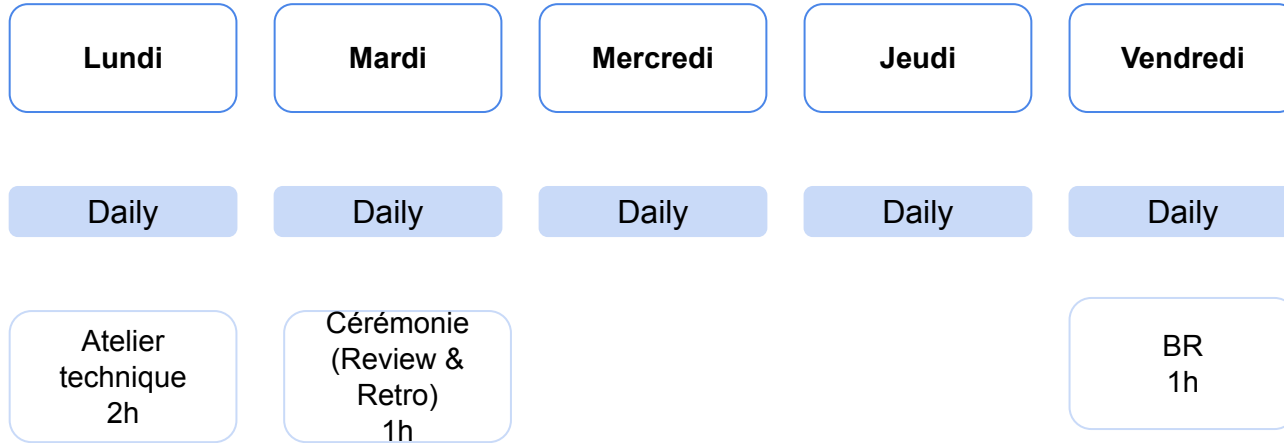 Lundi
Mardi
Mercredi
Jeudi
Vendredi
Daily
Daily
Daily
Daily
Daily
Atelier
technique
2h
Cérémonie
(Review &
Retro)
1h
BR
1h